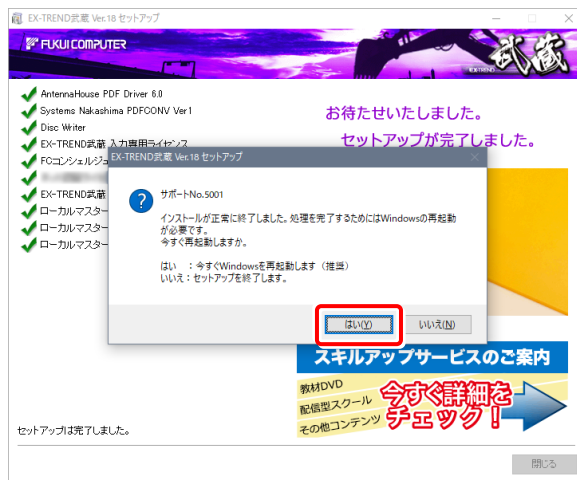 EX-TREND武蔵 Ver.18 セットアップ
FUKUI COMPUTER
EX-TREND
武蔵
AntennaHouse PDF Driver 6.0
Systems Nakashima PDFCONV Ver1
Disc Writer
EX-TREND武蔵 入力専用ライセンス
FCコンシェルジュ
EX-TREND武蔵
ローカルマスター
ローカルマスター
ローカルマスター
お待たせいたしました。
セットアップが完了しました。
EX-TREND武蔵 Ver.18 セットアップ
サポートNo.5001
インストールが正常に終了しました。処理を完了するためにはWindowsの再起動
が必要です。
今すぐ再起動しますか。
はい ：今すぐWindowsを再起動します（推奨）
いいえ：セットアップを終了します。
はい(Y)
いいえ(N)
スキルアップサービスのご案内
教材DVD
配信型スクール
その他コンテンツ
今すぐ詳細を
チェック！
セットアップは完了しました。
閉じる